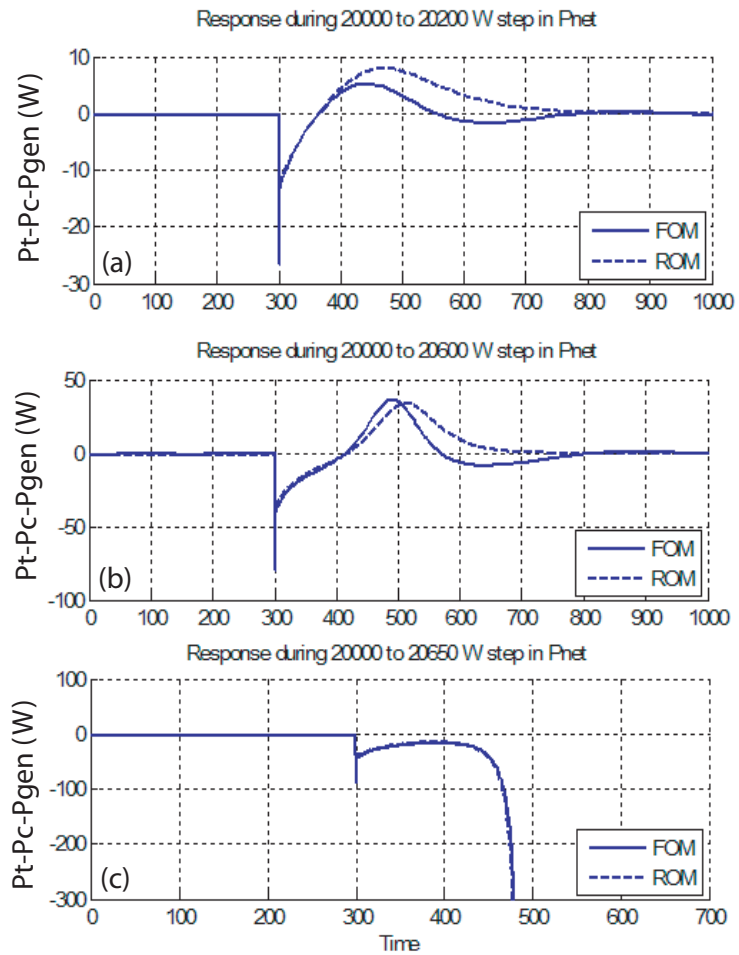 Response during 20000 to 20200 W step in Pnet
Pt-Pc-Pgen (W)
10
0
-10
-20
-30
(a)
FOM
ROM
0 100 200 300 400 500 600 700 800 900 1000
Response during 20000 to 20600 W step in Pnet
Pt-Pc-Pgen (W)
50
0
-50
-100
(b)
FOM
ROM
0 100 200 300 400 500 600 700 800 900 1000
Response during 20000 to 20650 W step in Pnet
Pt-Pc-Pgen (W)
100
0
-100
-200
-300
(c)
FOM
ROM
0 100 200 300 400 500 600 700
Time